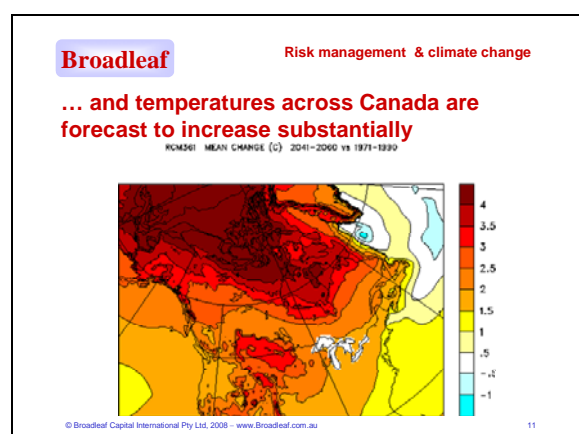 Broadleaf
Risk management & climate change
… and temperatures across Canada are
forecast to increase substantially
RCM361 MEAN CHANGE (C) 2041-2060 vs 1971-1990
4
3.5
3
2.5
2
1.5
1
.5
-1
© Broadleaf Capital International Pty Ltd, 2008 – www.Broadleaf.com.au
11